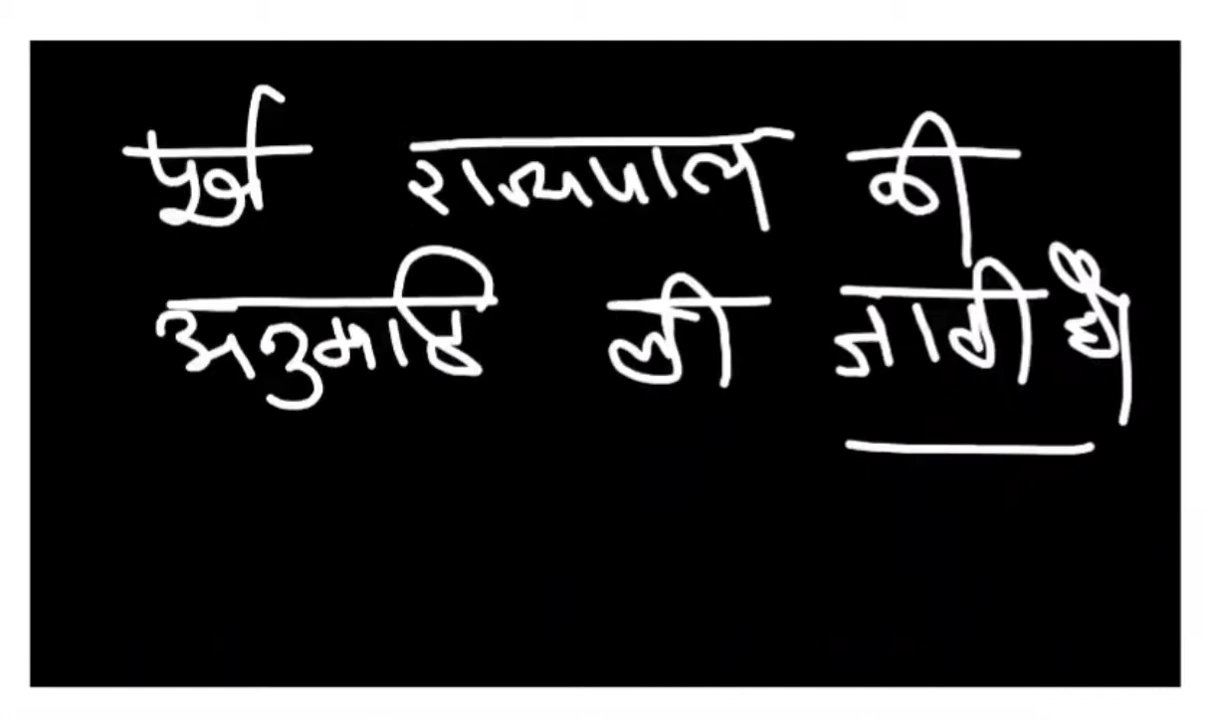 पूर्व राज्यपाल की
अनुमति ली जाती है।